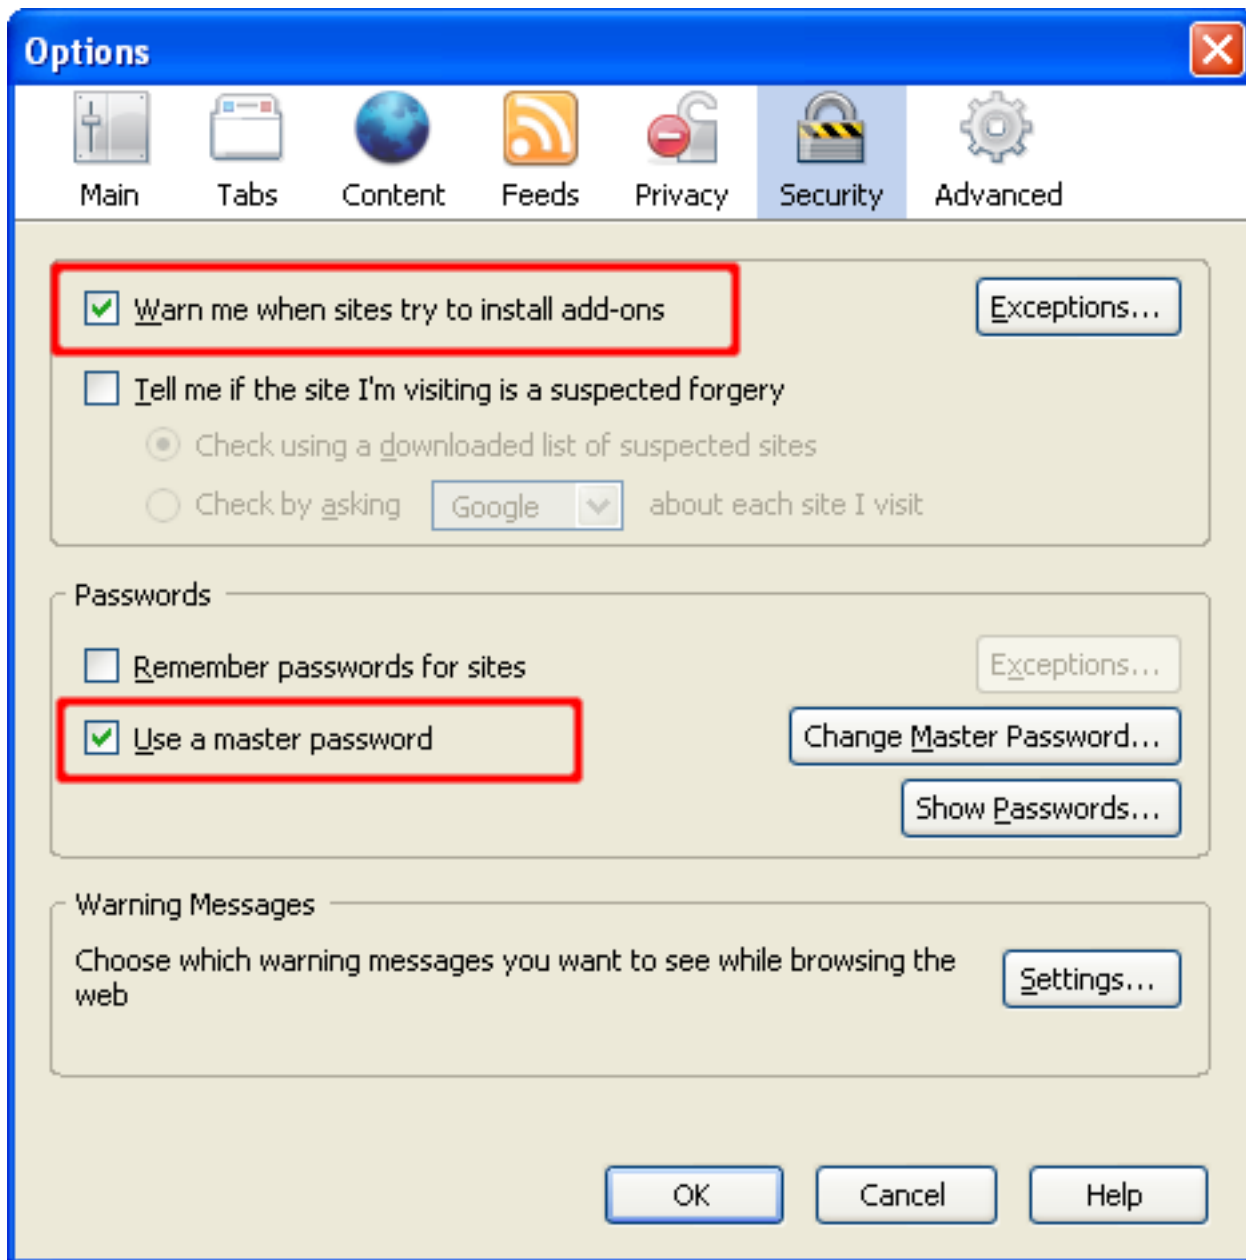 Options
Main Tabs Content Feeds Privacy Security Advanced
Warn me when sites try to install add-ons Exceptions...
Tell me if the site I'm visiting is a suspected forgery
Check using a downloaded list of suspected sites
Check by asking Google about each site I visit
Passwords
Remember passwords for sites Exceptions...
Use a master password Change Master Password...
Show Passwords...
Warning Messages
Choose which warning messages you want to see while browsing the
web
Settings...
OK Cancel Help